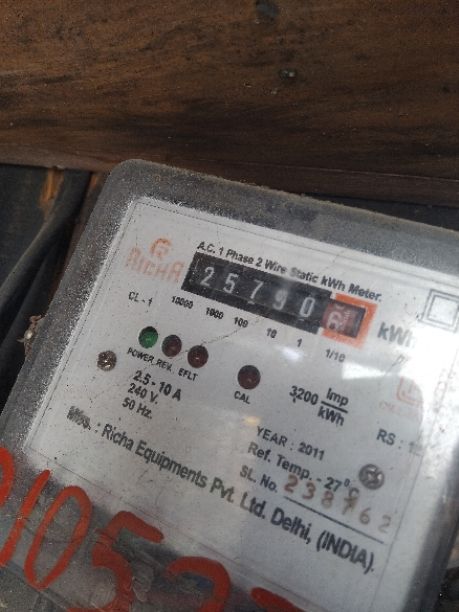 A.C. 1 Phase 2 Wire Static kWh Meter.
RICHA
25790
kWh
CL - 1
10000 1000 100 10 1 1/10
POWER REV. EFLT
CAL
3200 Imp/kWh
2.5 - 10 A
240 V.
50 Hz.
YEAR : 2011
RS :
Ref. Temp. - 27°C
SL. No. 238762
Mfg. : Richa Equipments Pvt. Ltd. Delhi, (INDIA).